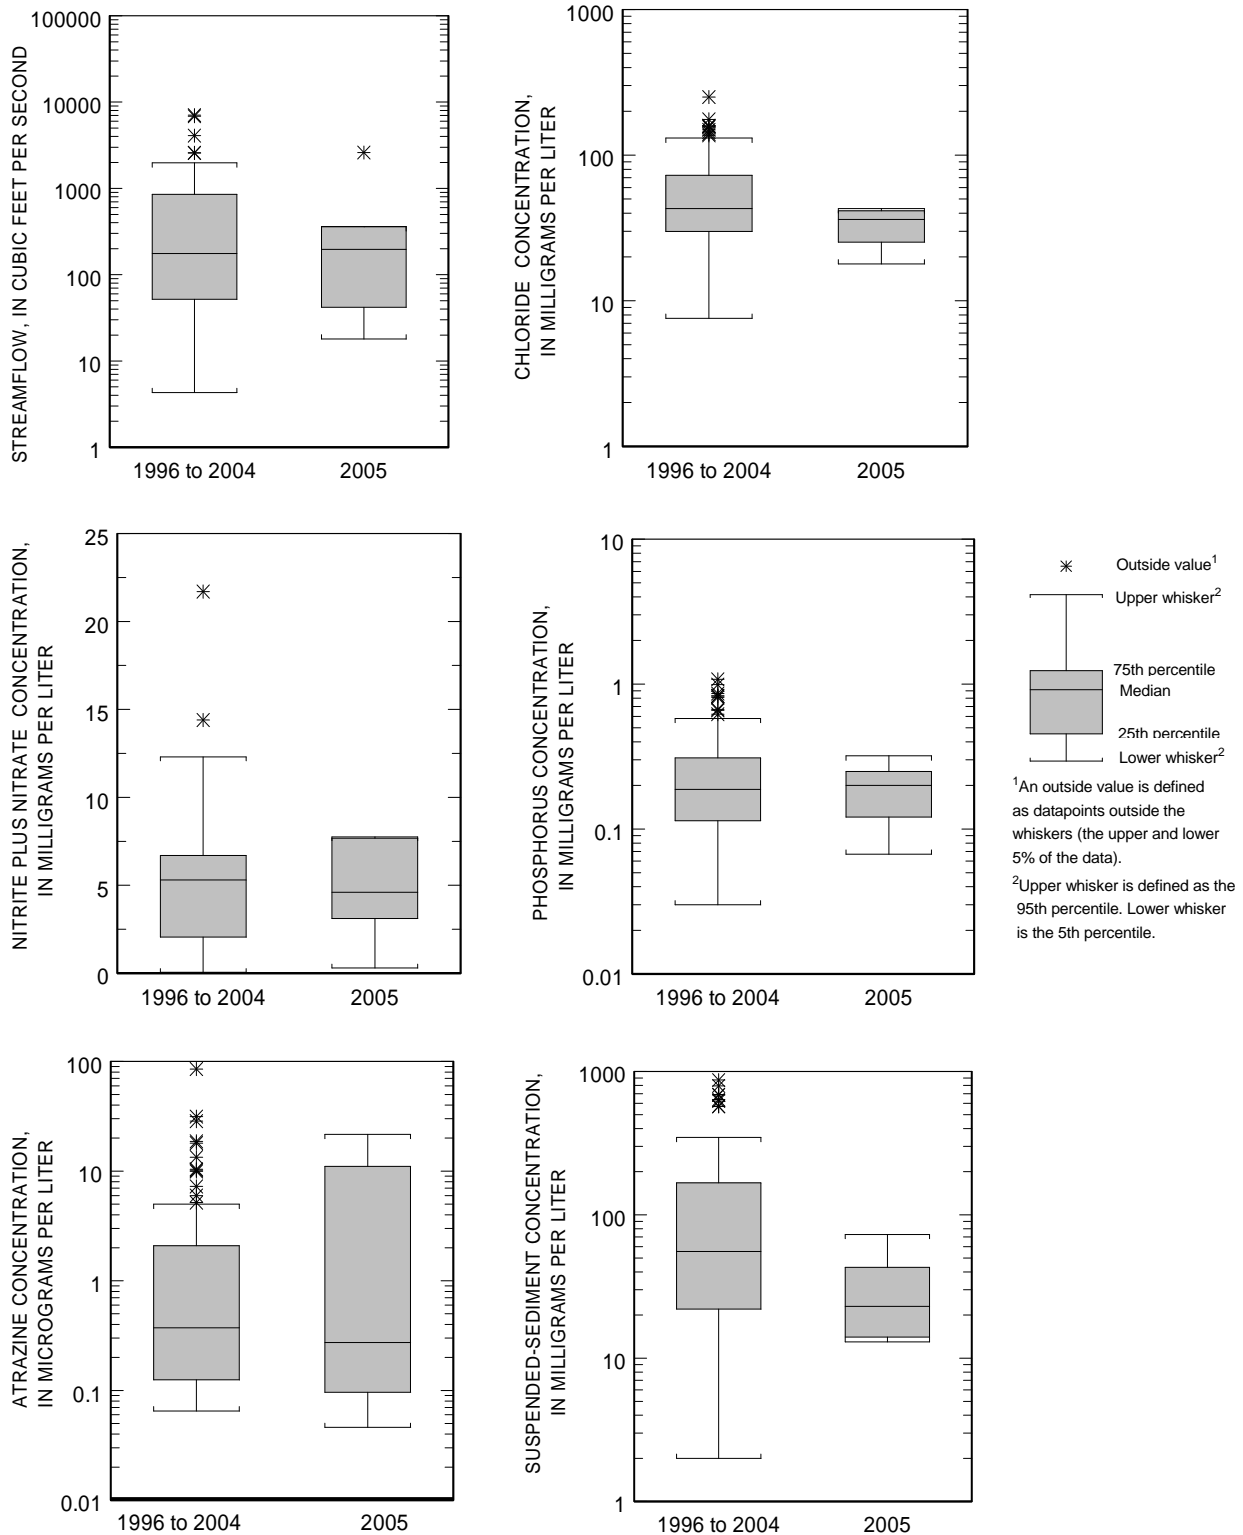 STREAMFLOW, IN CUBIC FEET PER SECOND
100000
10000
1000
100
10
1
1996 to 2004
2005
CHLORIDE CONCENTRATION,
IN MILLIGRAMS PER LITER
1000
100
10
1
1996 to 2004
2005
NITRITE PLUS NITRATE CONCENTRATION,
IN MILLIGRAMS PER LITER
25
20
15
10
5
0
1996 to 2004
2005
PHOSPHORUS CONCENTRATION,
IN MILLIGRAMS PER LITER
10
1
0.1
0.01
1996 to 2004
2005
Outside value1
Upper whisker2
75th percentile
Median
25th percentile
Lower whisker2
1An outside value is defined
as datapoints outside the
whiskers (the upper and lower
5% of the data).
2Upper whisker is defined as the
95th percentile. Lower whisker
is the 5th percentile.
ATRAZINE CONCENTRATION,
IN MICROGRAMS PER LITER
100
10
1
0.1
0.01
1996 to 2004
2005
SUSPENDED-SEDIMENT CONCENTRATION,
IN MILLIGRAMS PER LITER
1000
100
10
1
1996 to 2004
2005